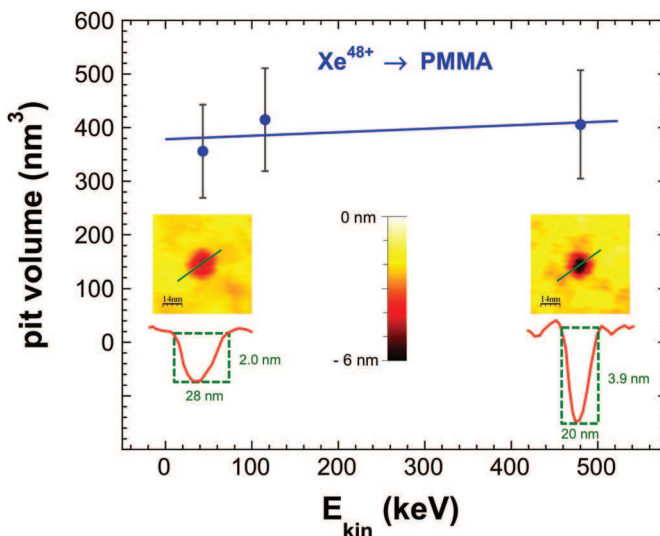 600
500
400
300
200
100
0
pit volume (nm³)
Xe⁴⁸⁺ → PMMA
0 nm
- 6 nm
14nm
2.0 nm
28 nm
14nm
3.9 nm
20 nm
0 100 200 300 400 500
E_kin (keV)